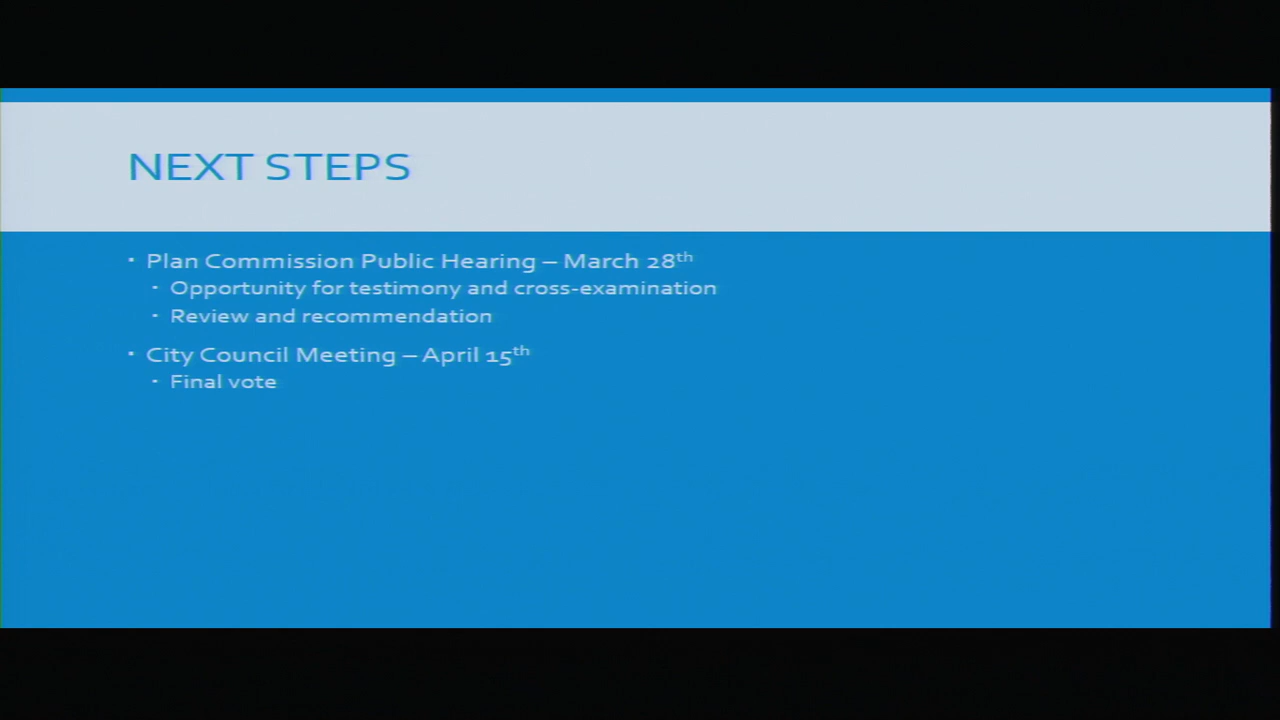 NEXT STEPS
▪ Plan Commission Public Hearing – March 28th
▪ Opportunity for testimony and cross-examination
▪ Review and recommendation
▪ City Council Meeting – April 15th
▪ Final vote